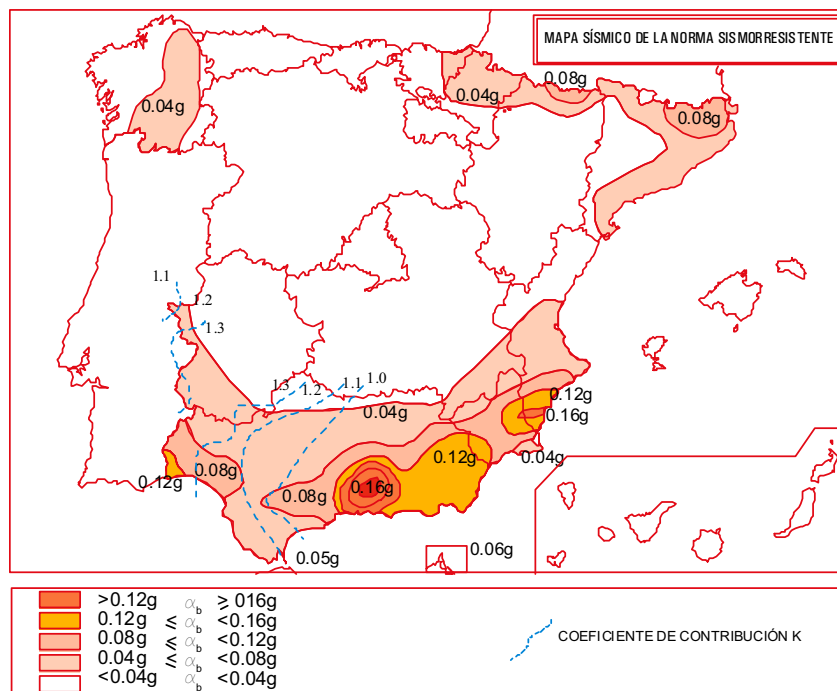 MAPA SÍSMICO DE LA NORMA SISMORRESISTENTE
0.04g
0.04g
0.08g
0.08g
1.1
1.2
1.3
1.3
1.2
1.1
1.0
0.04g
0.12g
0.16g
0.04g
0.12g
0.08g
0.12g
0.08g
0.16g
0.05g
0.06g
>0.12g αb ≥ 016g
0.12g ≤ αb <0.16g
0.08g ≤ αb <0.12g
0.04g ≤ αb <0.08g
<0.04g αb <0.04g
COEFICIENTE DE CONTRIBUCIÓN K